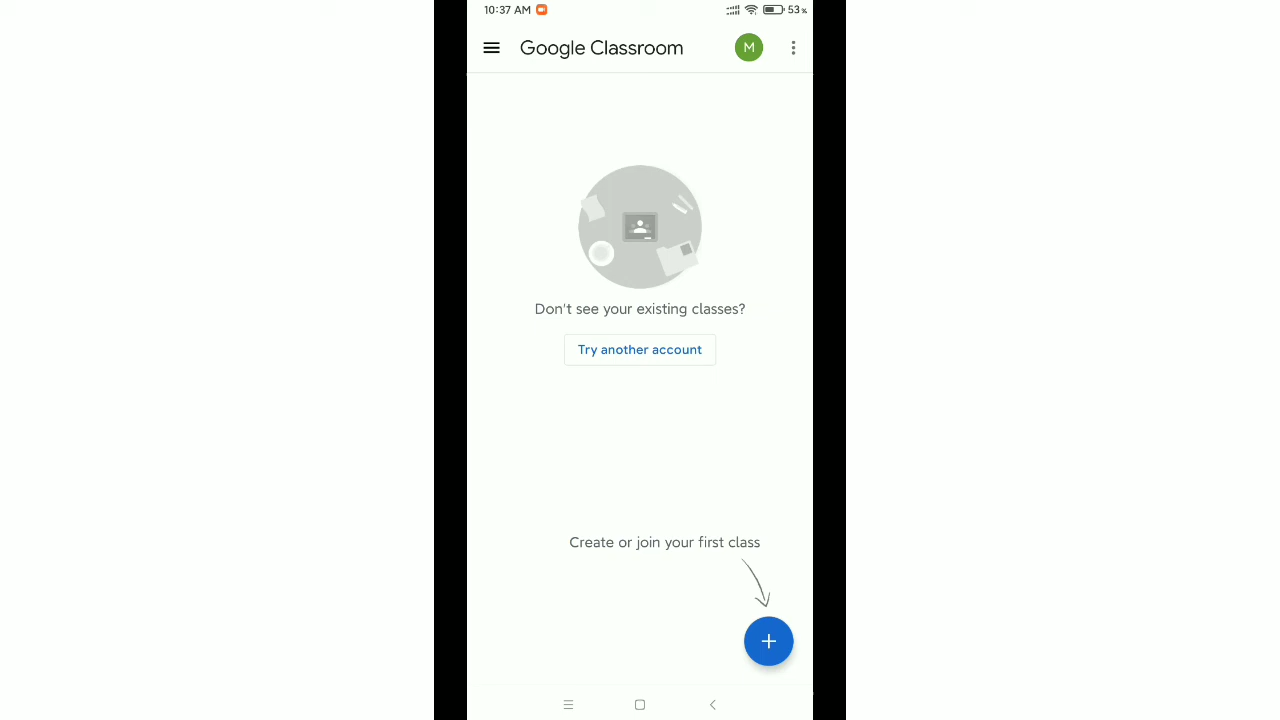 10:37 AM 53%
Google Classroom M
Don't see your existing classes?
Try another account
Create or join your first class